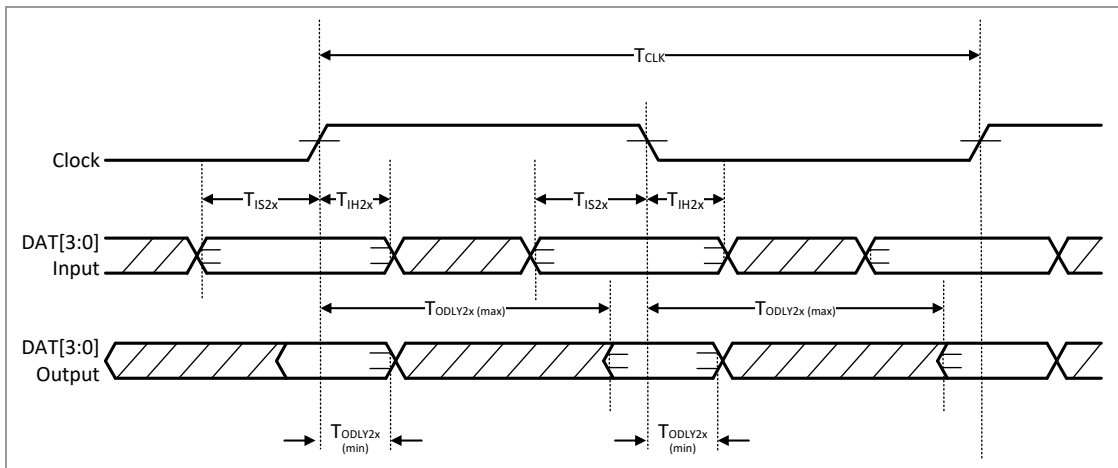 TCLK
Clock
TIS2x TIH2x TIS2x TIH2x
DAT[3:0]
Input
TODLY2x (max) TODLY2x (max)
DAT[3:0]
Output
TODLY2x
(min)
TODLY2x
(min)